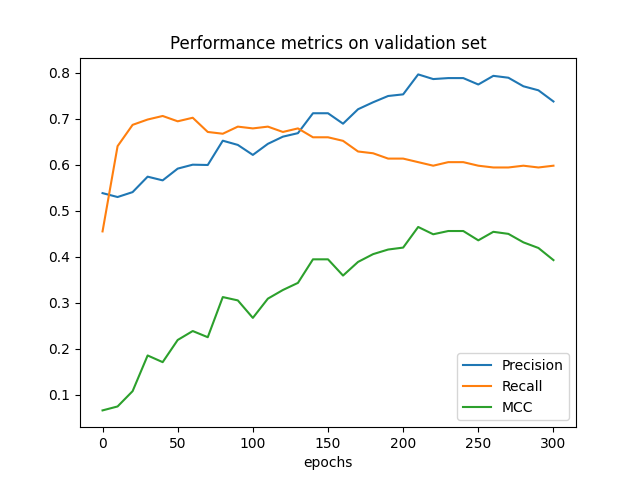 Performance metrics on validation set
0.8
0.7
0.6
0.5
0.4
0.3
0.2
0.1
Precision
Recall
MCC
0 50 100 150 200 250 300
epochs